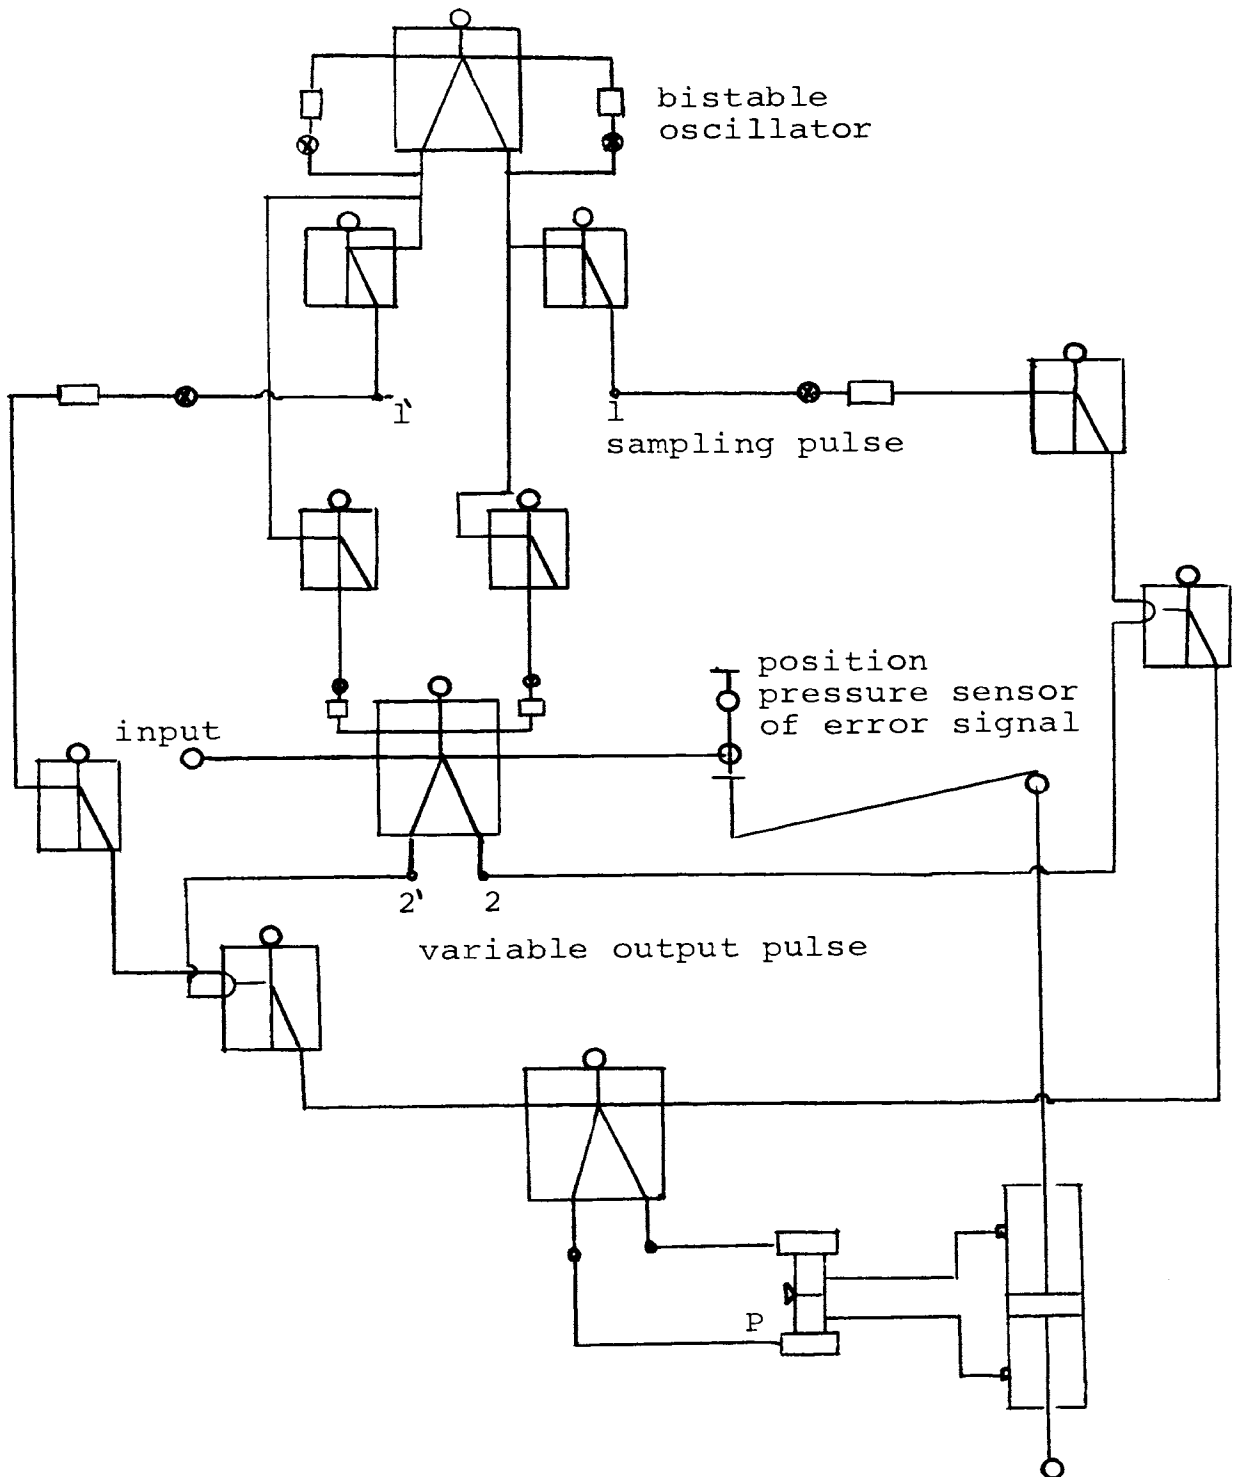 bistable
oscillator
1`
1
sampling pulse
position
pressure sensor
of error signal
input
2'
2
variable output pulse
P